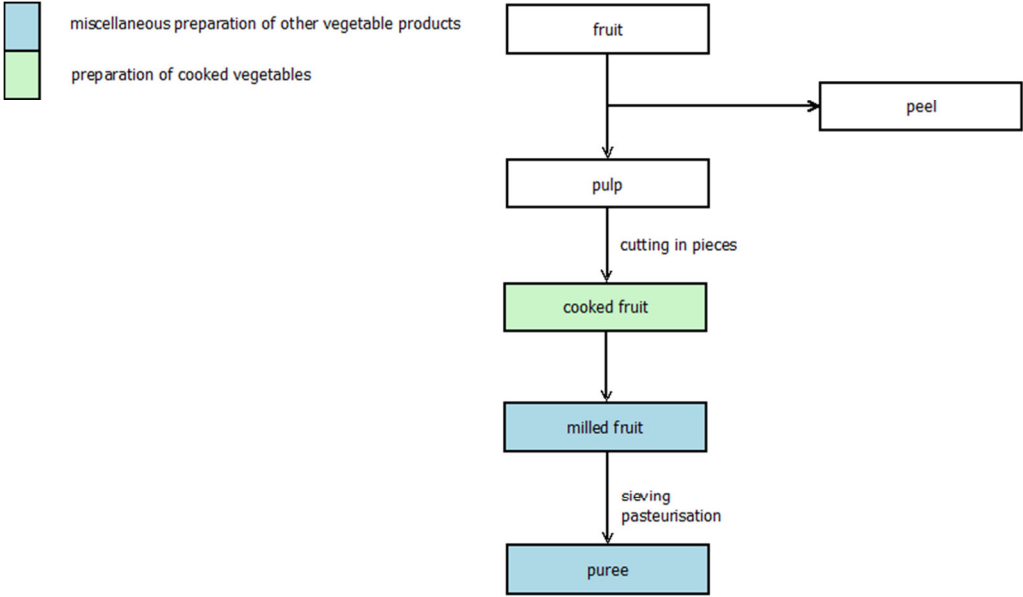 miscellaneous preparation of other vegetable products
preparation of cooked vegetables
fruit
peel
pulp
cutting in pieces
cooked fruit
milled fruit
sieving
pasteurisation
puree